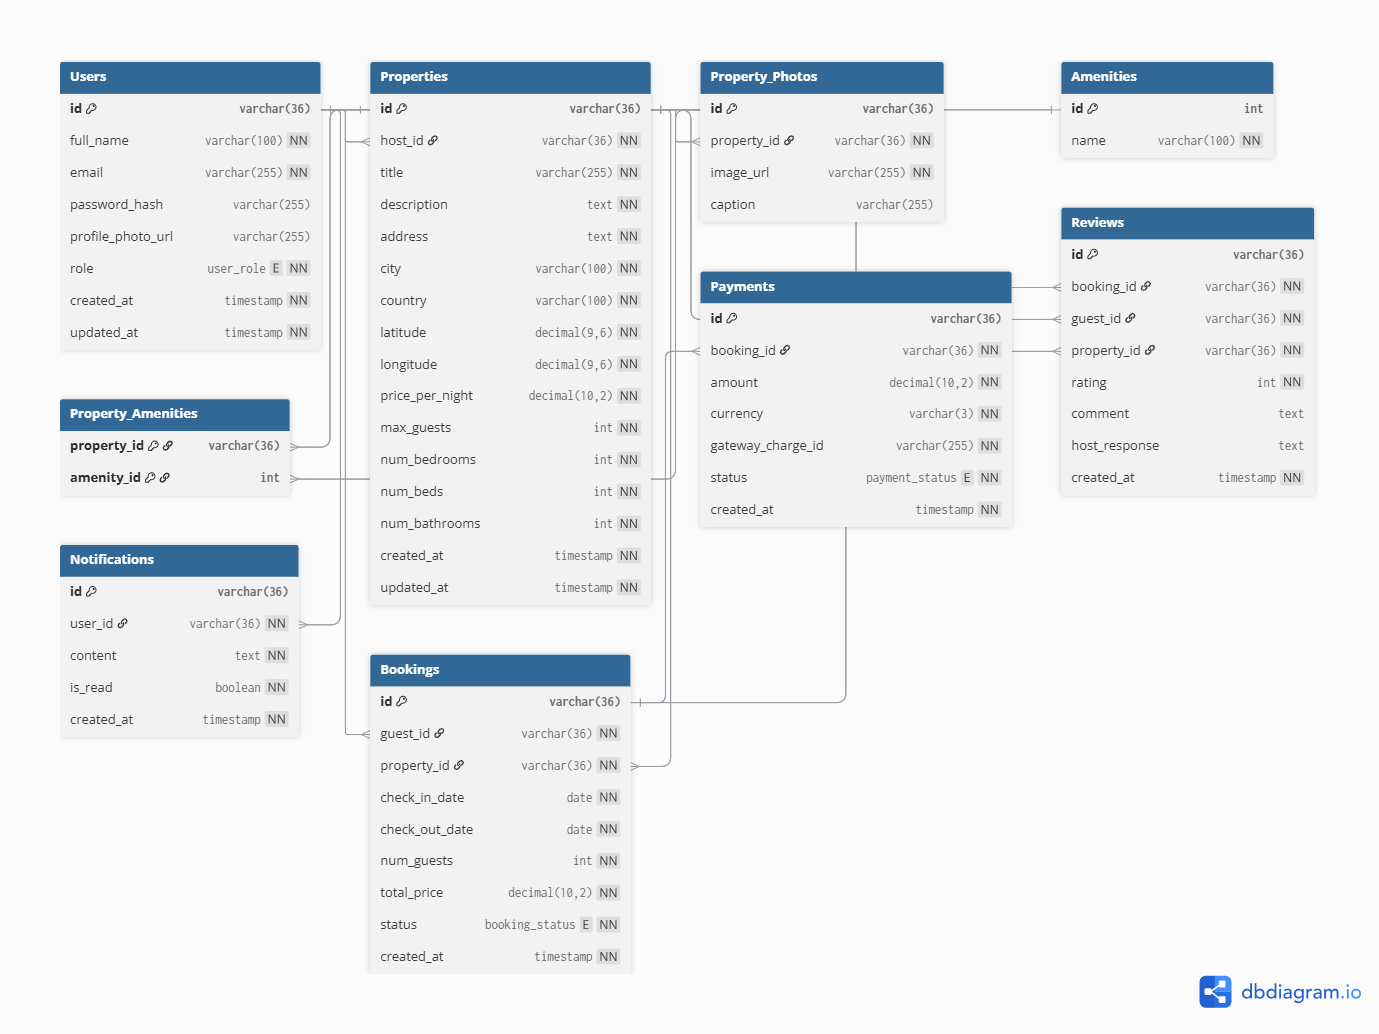 Users
id varchar(36)
full_name varchar(100) NN
email varchar(255) NN
password_hash varchar(255)
profile_photo_url varchar(255)
role user_role E NN
created_at timestamp NN
updated_at timestamp NN
Property_Amenities
property_id varchar(36)
amenity_id int
Notifications
id varchar(36)
user_id varchar(36) NN
content text NN
is_read boolean NN
created_at timestamp NN
Properties
id varchar(36)
host_id varchar(36) NN
title varchar(255) NN
description text NN
address text NN
city varchar(100) NN
country varchar(100) NN
latitude decimal(9,6) NN
longitude decimal(9,6) NN
price_per_night decimal(10,2) NN
max_guests int NN
num_bedrooms int NN
num_beds int NN
num_bathrooms int NN
created_at timestamp NN
updated_at timestamp NN
Bookings
id varchar(36)
guest_id varchar(36) NN
property_id varchar(36) NN
check_in_date date NN
check_out_date date NN
num_guests int NN
total_price decimal(10,2) NN
status booking_status E NN
created_at timestamp NN
Property_Photos
id varchar(36)
property_id varchar(36) NN
image_url varchar(255) NN
caption varchar(255)
Payments
id varchar(36)
booking_id varchar(36) NN
amount decimal(10,2) NN
currency varchar(3) NN
gateway_charge_id varchar(255) NN
status payment_status E NN
created_at timestamp NN
Amenities
id int
name varchar(100) NN
Reviews
id varchar(36)
booking_id varchar(36) NN
guest_id varchar(36) NN
property_id varchar(36) NN
rating int NN
comment text
host_response text
created_at timestamp NN
dbdiagram.io